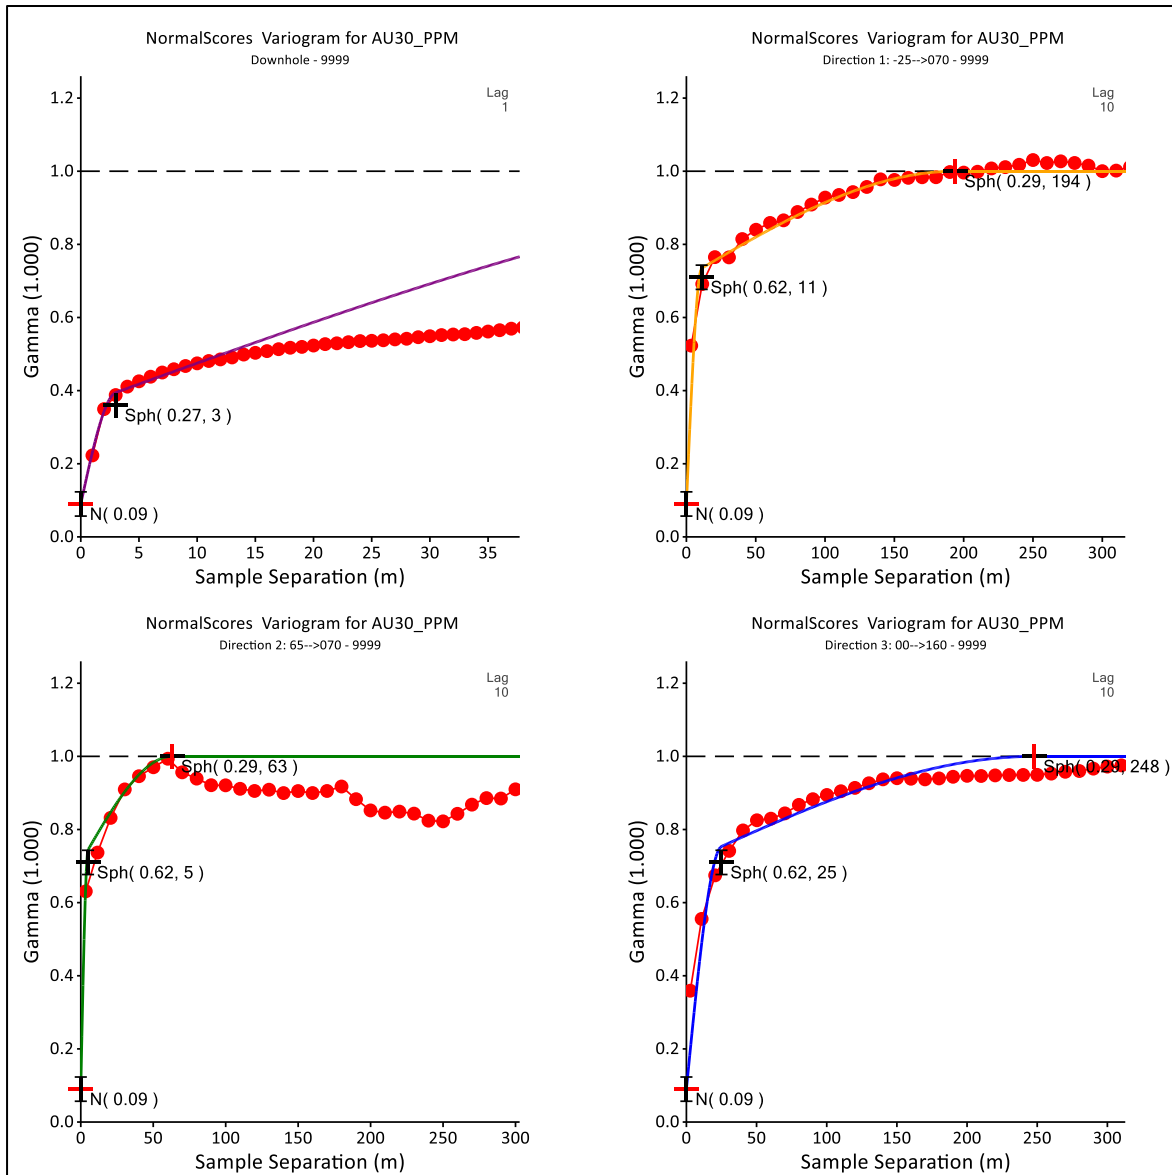 NormalScores Variogram for AU30_PPM
Downhole - 9999
Lag
1
1.2
1.0
0.8
0.6
0.4
0.2
0.0
Gamma (1.000)
Sph( 0.27, 3 )
N( 0.09 )
0 5 10 15 20 25 30 35
Sample Separation (m)
NormalScores Variogram for AU30_PPM
Direction 1: -25-->070 - 9999
Lag
10
1.2
1.0
0.8
0.6
0.4
0.2
0.0
Gamma (1.000)
Sph( 0.29, 194 )
Sph( 0.62, 11 )
N( 0.09 )
0 50 100 150 200 250 300
Sample Separation (m)
NormalScores Variogram for AU30_PPM
Direction 2: 65-->070 - 9999
Lag
10
1.2
1.0
0.8
0.6
0.4
0.2
0.0
Gamma (1.000)
Sph( 0.29, 63 )
Sph( 0.62, 5 )
N( 0.09 )
0 50 100 150 200 250 300
Sample Separation (m)
NormalScores Variogram for AU30_PPM
Direction 3: 00-->160 - 9999
Lag
10
1.2
1.0
0.8
0.6
0.4
0.2
0.0
Gamma (1.000)
Sph( 0.29, 248 )
Sph( 0.62, 25 )
N( 0.09 )
0 50 100 150 200 250 300
Sample Separation (m)